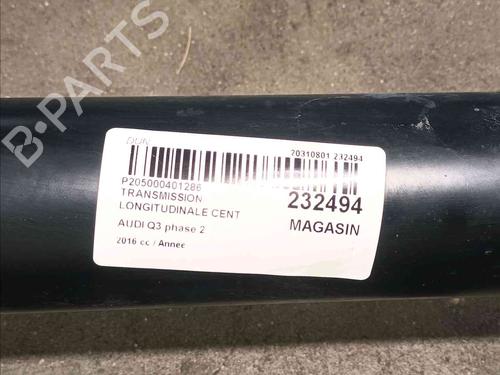 B-PARTS
20310801 232494
P205000401286
TRANSMISSION
LONGITUDINALE CENT
232494
AUDI Q3 phase 2
MAGASIN
2016 cc / Annee